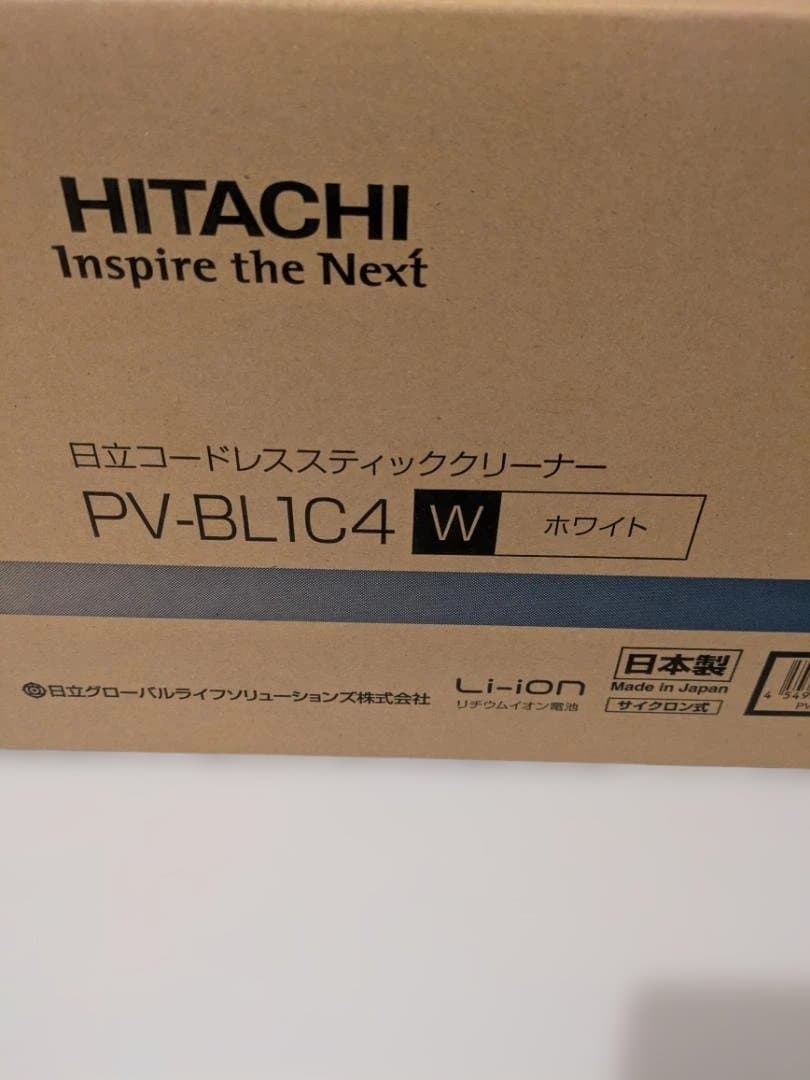 HITACHI
Inspire the Next
日立コードレススティッククリーナー
PV-BL1C4 W ホワイト
日立グローバルライフソリューションズ株式会社
Li-ion
リチウムイオン電池
日本製
Made in Japan
サイクロン式
4 549
PV